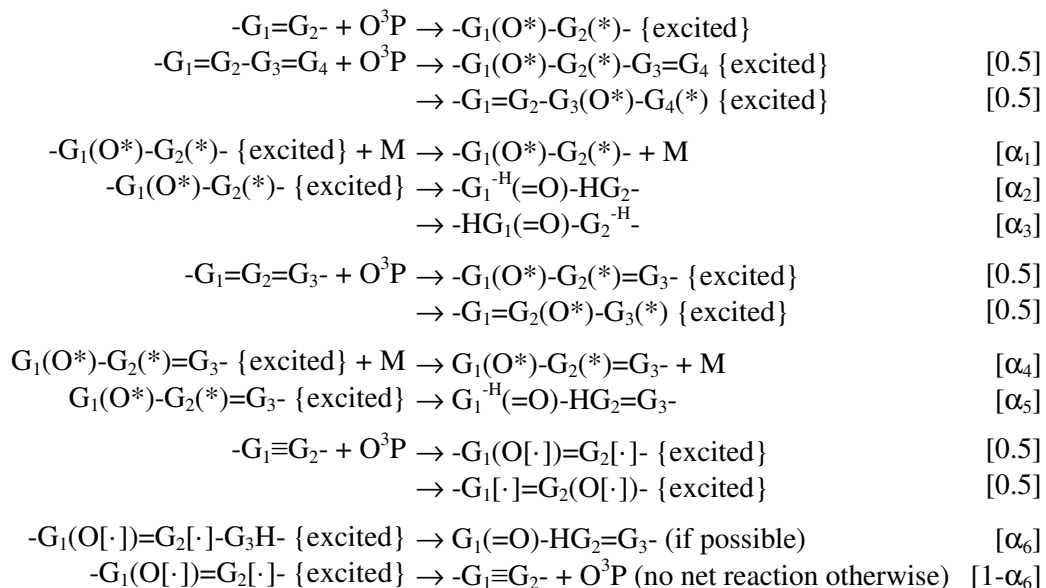 -G₁=G₂- + O³P → -G₁(O*)-G₂(*)- {excited}
-G₁=G₂-G₃=G₄ + O³P → -G₁(O*)-G₂(*)-G₃=G₄ {excited} [0.5]
→ -G₁=G₂-G₃(O*)-G₄(*) {excited} [0.5]
-G₁(O*)-G₂(*)- {excited} + M → -G₁(O*)-G₂(*)- + M [α₁]
-G₁(O*)-G₂(*)- {excited} → -G₁⁻ᴴ(=O)-HG₂- [α₂]
→ -HG₁(=O)-G₂⁻ᴴ- [α₃]
-G₁=G₂=G₃- + O³P → -G₁(O*)-G₂(*)=G₃- {excited} [0.5]
→ -G₁=G₂(O*)-G₃(*) {excited} [0.5]
G₁(O*)-G₂(*)=G₃- {excited} + M → G₁(O*)-G₂(*)=G₃- + M [α₄]
G₁(O*)-G₂(*)=G₃- {excited} → G₁⁻ᴴ(=O)-HG₂=G₃- [α₅]
-G₁≡G₂- + O³P → -G₁(O[·])=G₂[·]- {excited} [0.5]
→ -G₁[·]=G₂(O[·])- {excited} [0.5]
-G₁(O[·])=G₂[·]-G₃H- {excited} → G₁(=O)-HG₂=G₃- (if possible) [α₆]
-G₁(O[·])=G₂[·]- {excited} → -G₁≡G₂- + O³P (no net reaction otherwise) [1-α₆]